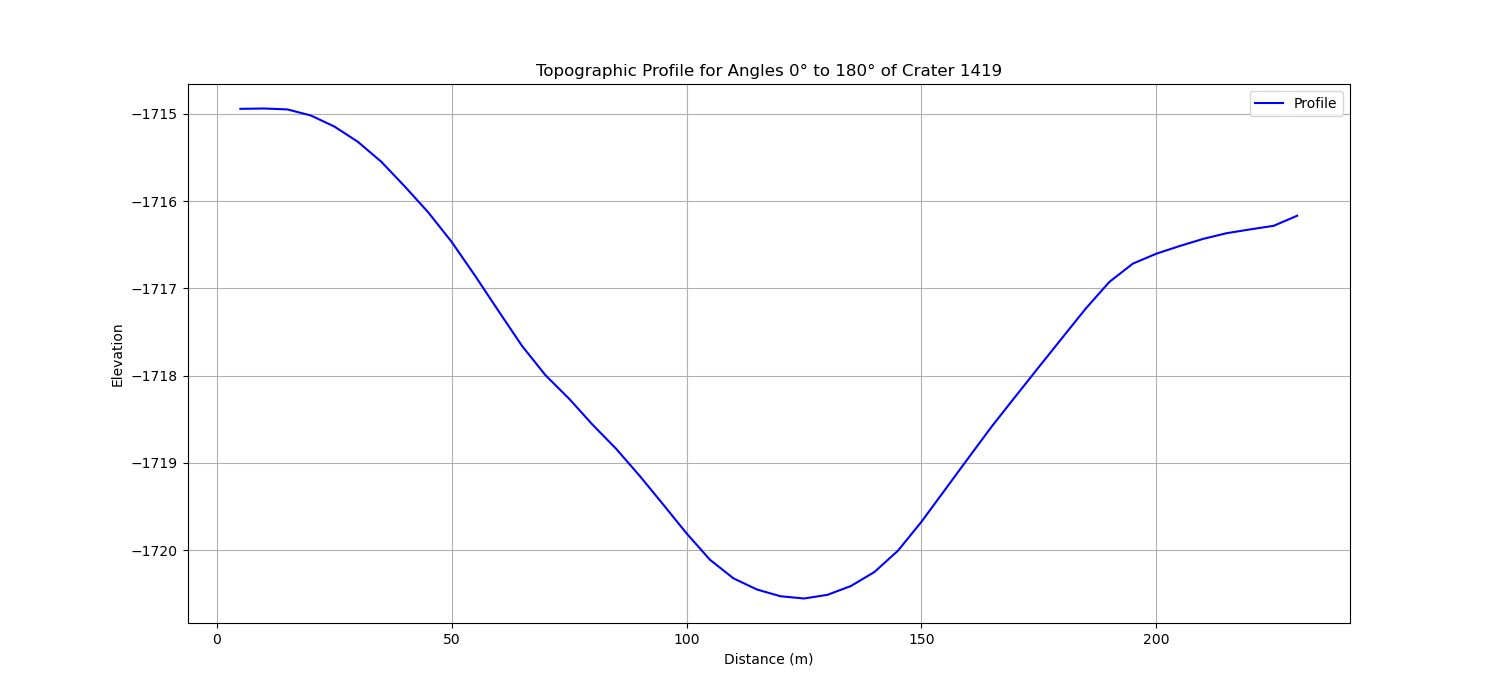 Topographic Profile for Angles 0° to 180° of Crater 1419
Profile
−1715
−1716
−1717
−1718
−1719
−1720
Elevation
0 50 100 150 200
Distance (m)